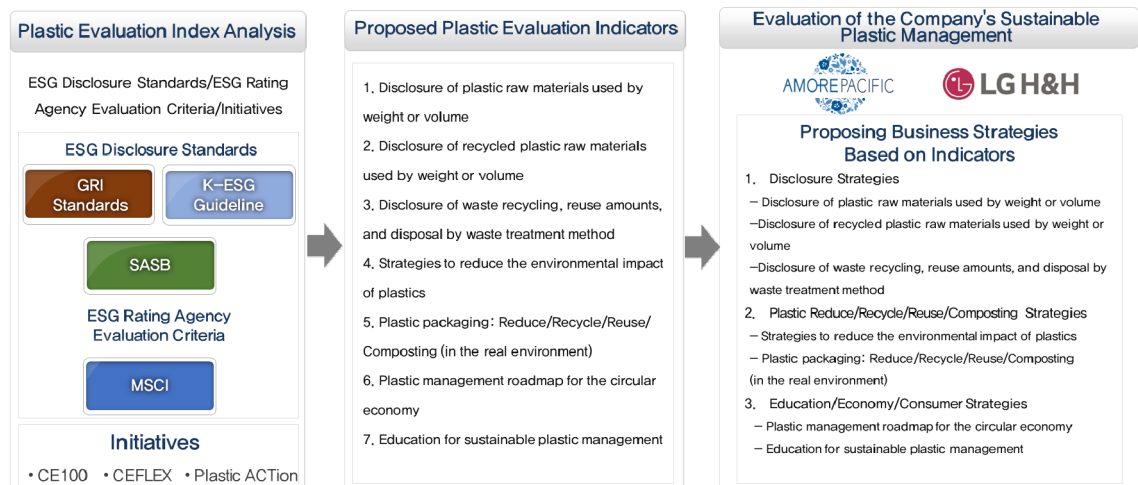 Plastic Evaluation Index Analysis
ESG Disclosure Standards/ESG Rating
Agency Evaluation Criteria/Initiatives
ESG Disclosure Standards
GRI
Standards
K-ESG
Guideline
SASB
ESG Rating Agency
Evaluation Criteria
MSCI
Initiatives
• CE100 • CEFLEX • Plastic ACTion
Proposed Plastic Evaluation Indicators
1. Disclosure of plastic raw materials used by
weight or volume
2. Disclosure of recycled plastic raw materials
used by weight or volume
3. Disclosure of waste recycling, reuse amounts,
and disposal by waste treatment method
4. Strategies to reduce the environmental impact
of plastics
5. Plastic packaging: Reduce/Recycle/Reuse/
Composting (in the real environment)
6. Plastic management roadmap for the circular
economy
7. Education for sustainable plastic management
Evaluation of the Company's Sustainable
Plastic Management
AMOREPACIFIC
LG H&H
Proposing Business Strategies
Based on Indicators
1. Disclosure Strategies
– Disclosure of plastic raw materials used by weight or volume
–Disclosure of recycled plastic raw materials used by weight or
volume
–Disclosure of waste recycling, reuse amounts, and disposal by
waste treatment method
2. Plastic Reduce/Recycle/Reuse/Composting Strategies
– Strategies to reduce the environmental impact of plastics
– Plastic packaging: Reduce/Recycle/Reuse/Composting
(in the real environment)
3. Education/Economy/Consumer Strategies
– Plastic management roadmap for the circular economy
– Education for sustainable plastic management